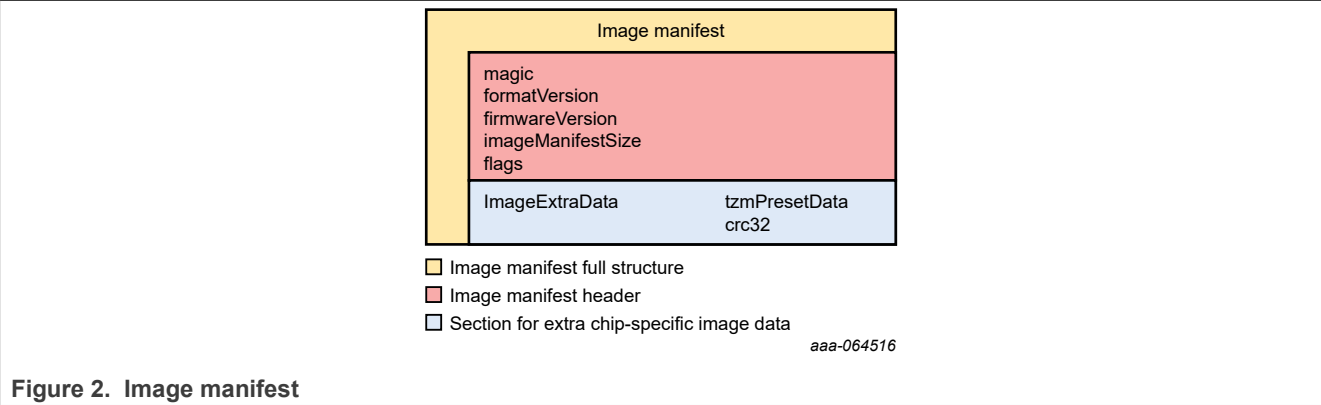 Image manifest
magic
formatVersion
firmwareVersion
imageManifestSize
flags
ImageExtraData tzmPresetData
crc32
Image manifest full structure
Image manifest header
Section for extra chip-specific image data
aaa-064516
Figure 2. Image manifest